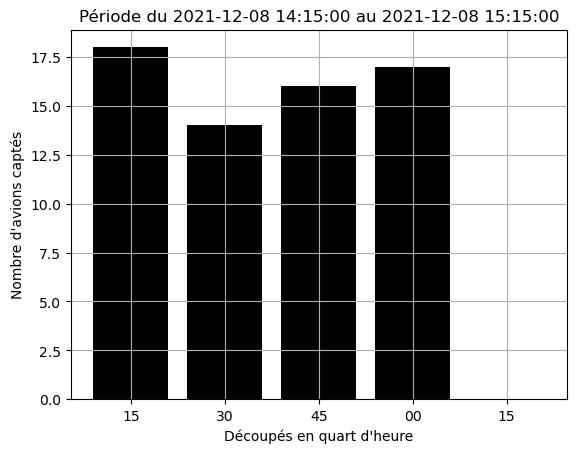 Période du 2021-12-08 14:15:00 au 2021-12-08 15:15:00
Nombre d'avions captés
17.5
15.0
12.5
10.0
7.5
5.0
2.5
0.0
15 30 45 00 15
Découpés en quart d'heure